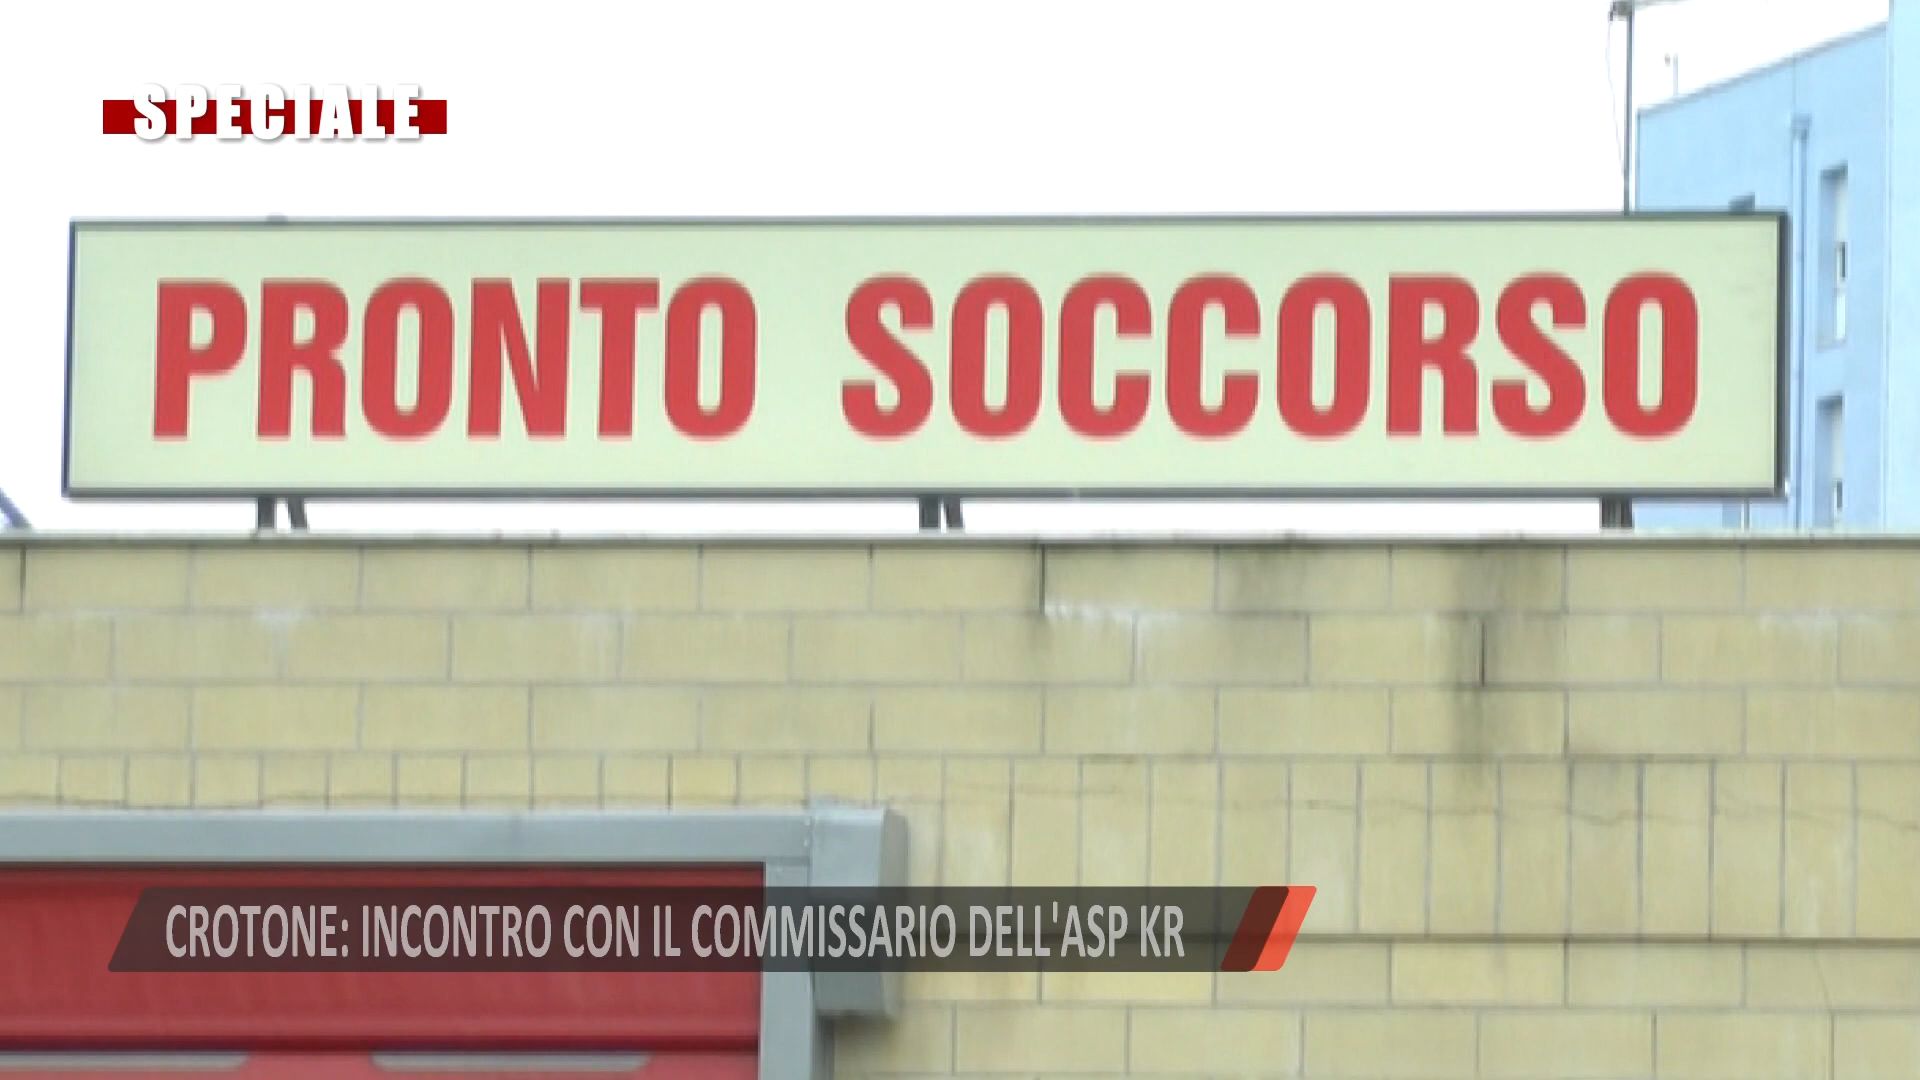 SPECIALE
PRONTO SOCCORSO
CROTONE: INCONTRO CON IL COMMISSARIO DELL'ASP KR